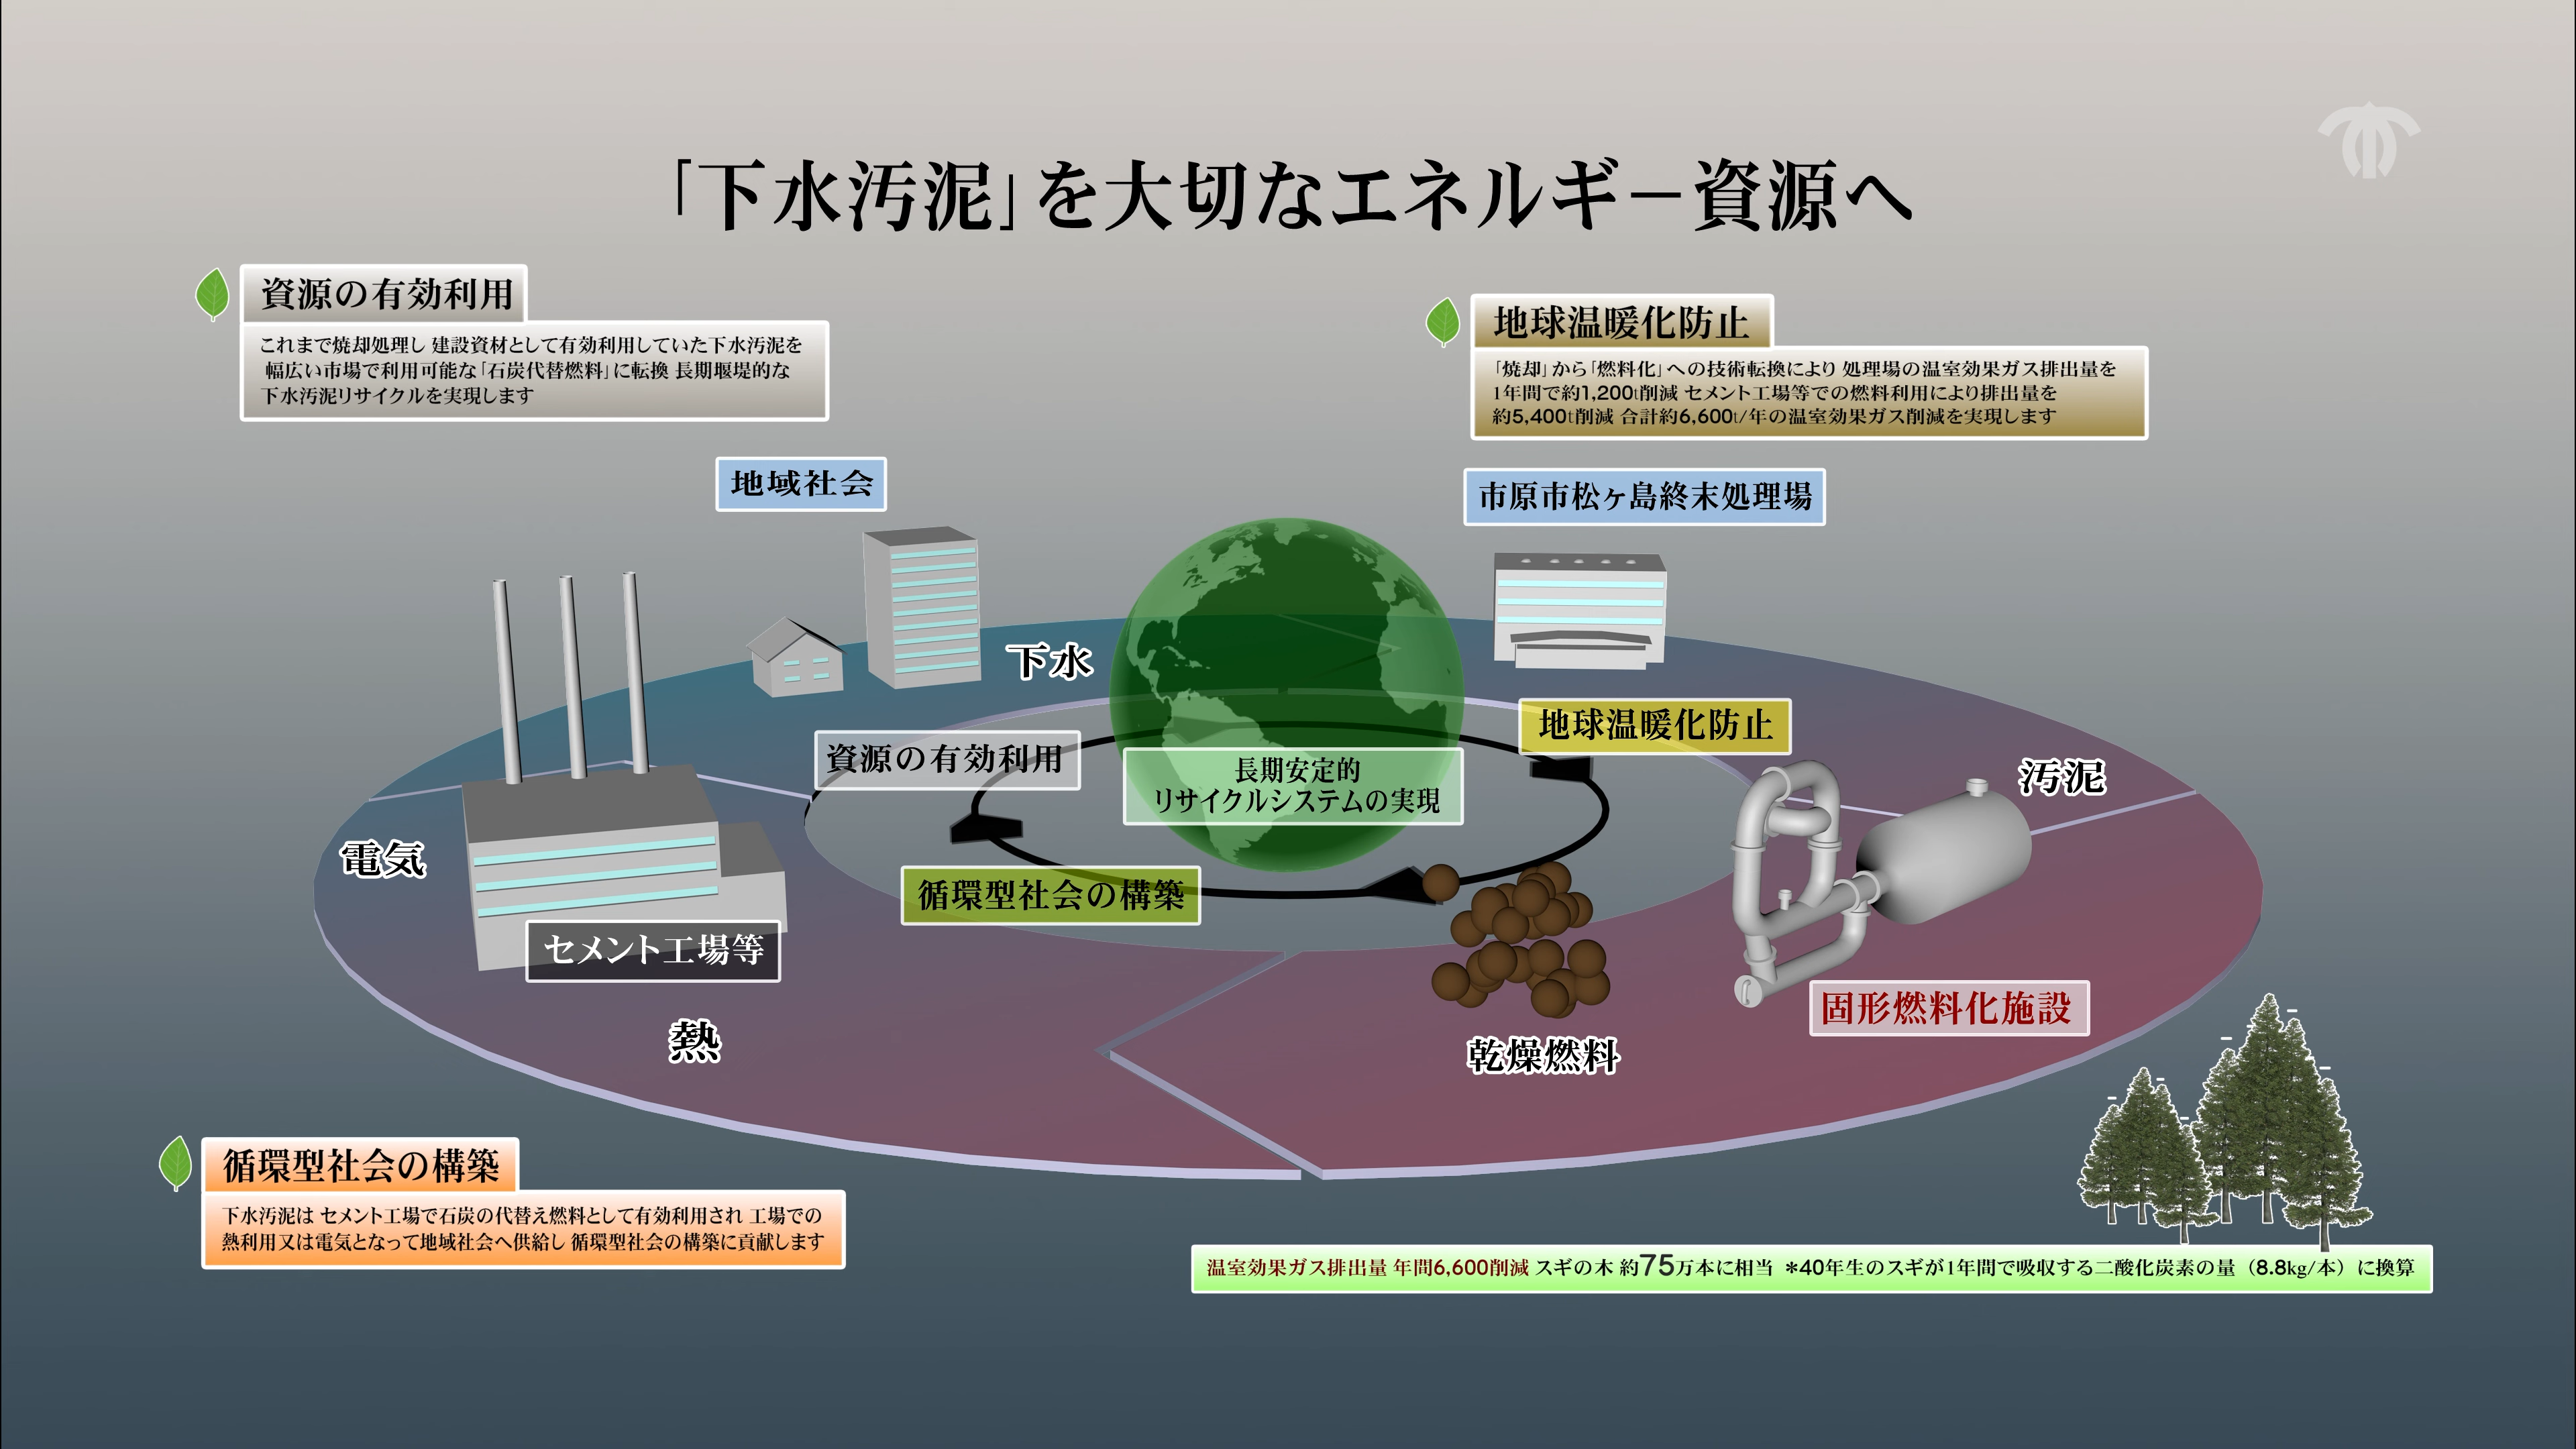 「下水汚泥」を大切なエネルギー資源へ
資源の有効利用
これまで焼却処理し 建設資材として有効利用していた下水汚泥を
幅広い市場で利用可能な「石炭代替燃料」に転換 長期堰堤的な
下水汚泥リサイクルを実現します
地球温暖化防止
「焼却」から「燃料化」への技術転換により 処理場の温室効果ガス排出量を
1年間で約1,200t削減 セメント工場等での燃料利用により排出量を
約5,400t削減 合計約6,600t/年の温室効果ガス削減を実現します
地域社会
市原市松ヶ島終末処理場
下水
資源の有効利用
地球温暖化防止
長期安定的
リサイクルシステムの実現
汚泥
電気
循環型社会の構築
セメント工場等
固形燃料化施設
熱
乾燥燃料
循環型社会の構築
下水汚泥は セメント工場で石炭の代替え燃料として有効利用され 工場での
熱利用又は電気となって地域社会へ供給し 循環型社会の構築に貢献します
温室効果ガス排出量 年間6,600削減 スギの木 約75万本に相当 *40年生のスギが1年間で吸収する二酸化炭素の量（8.8kg/本）に換算